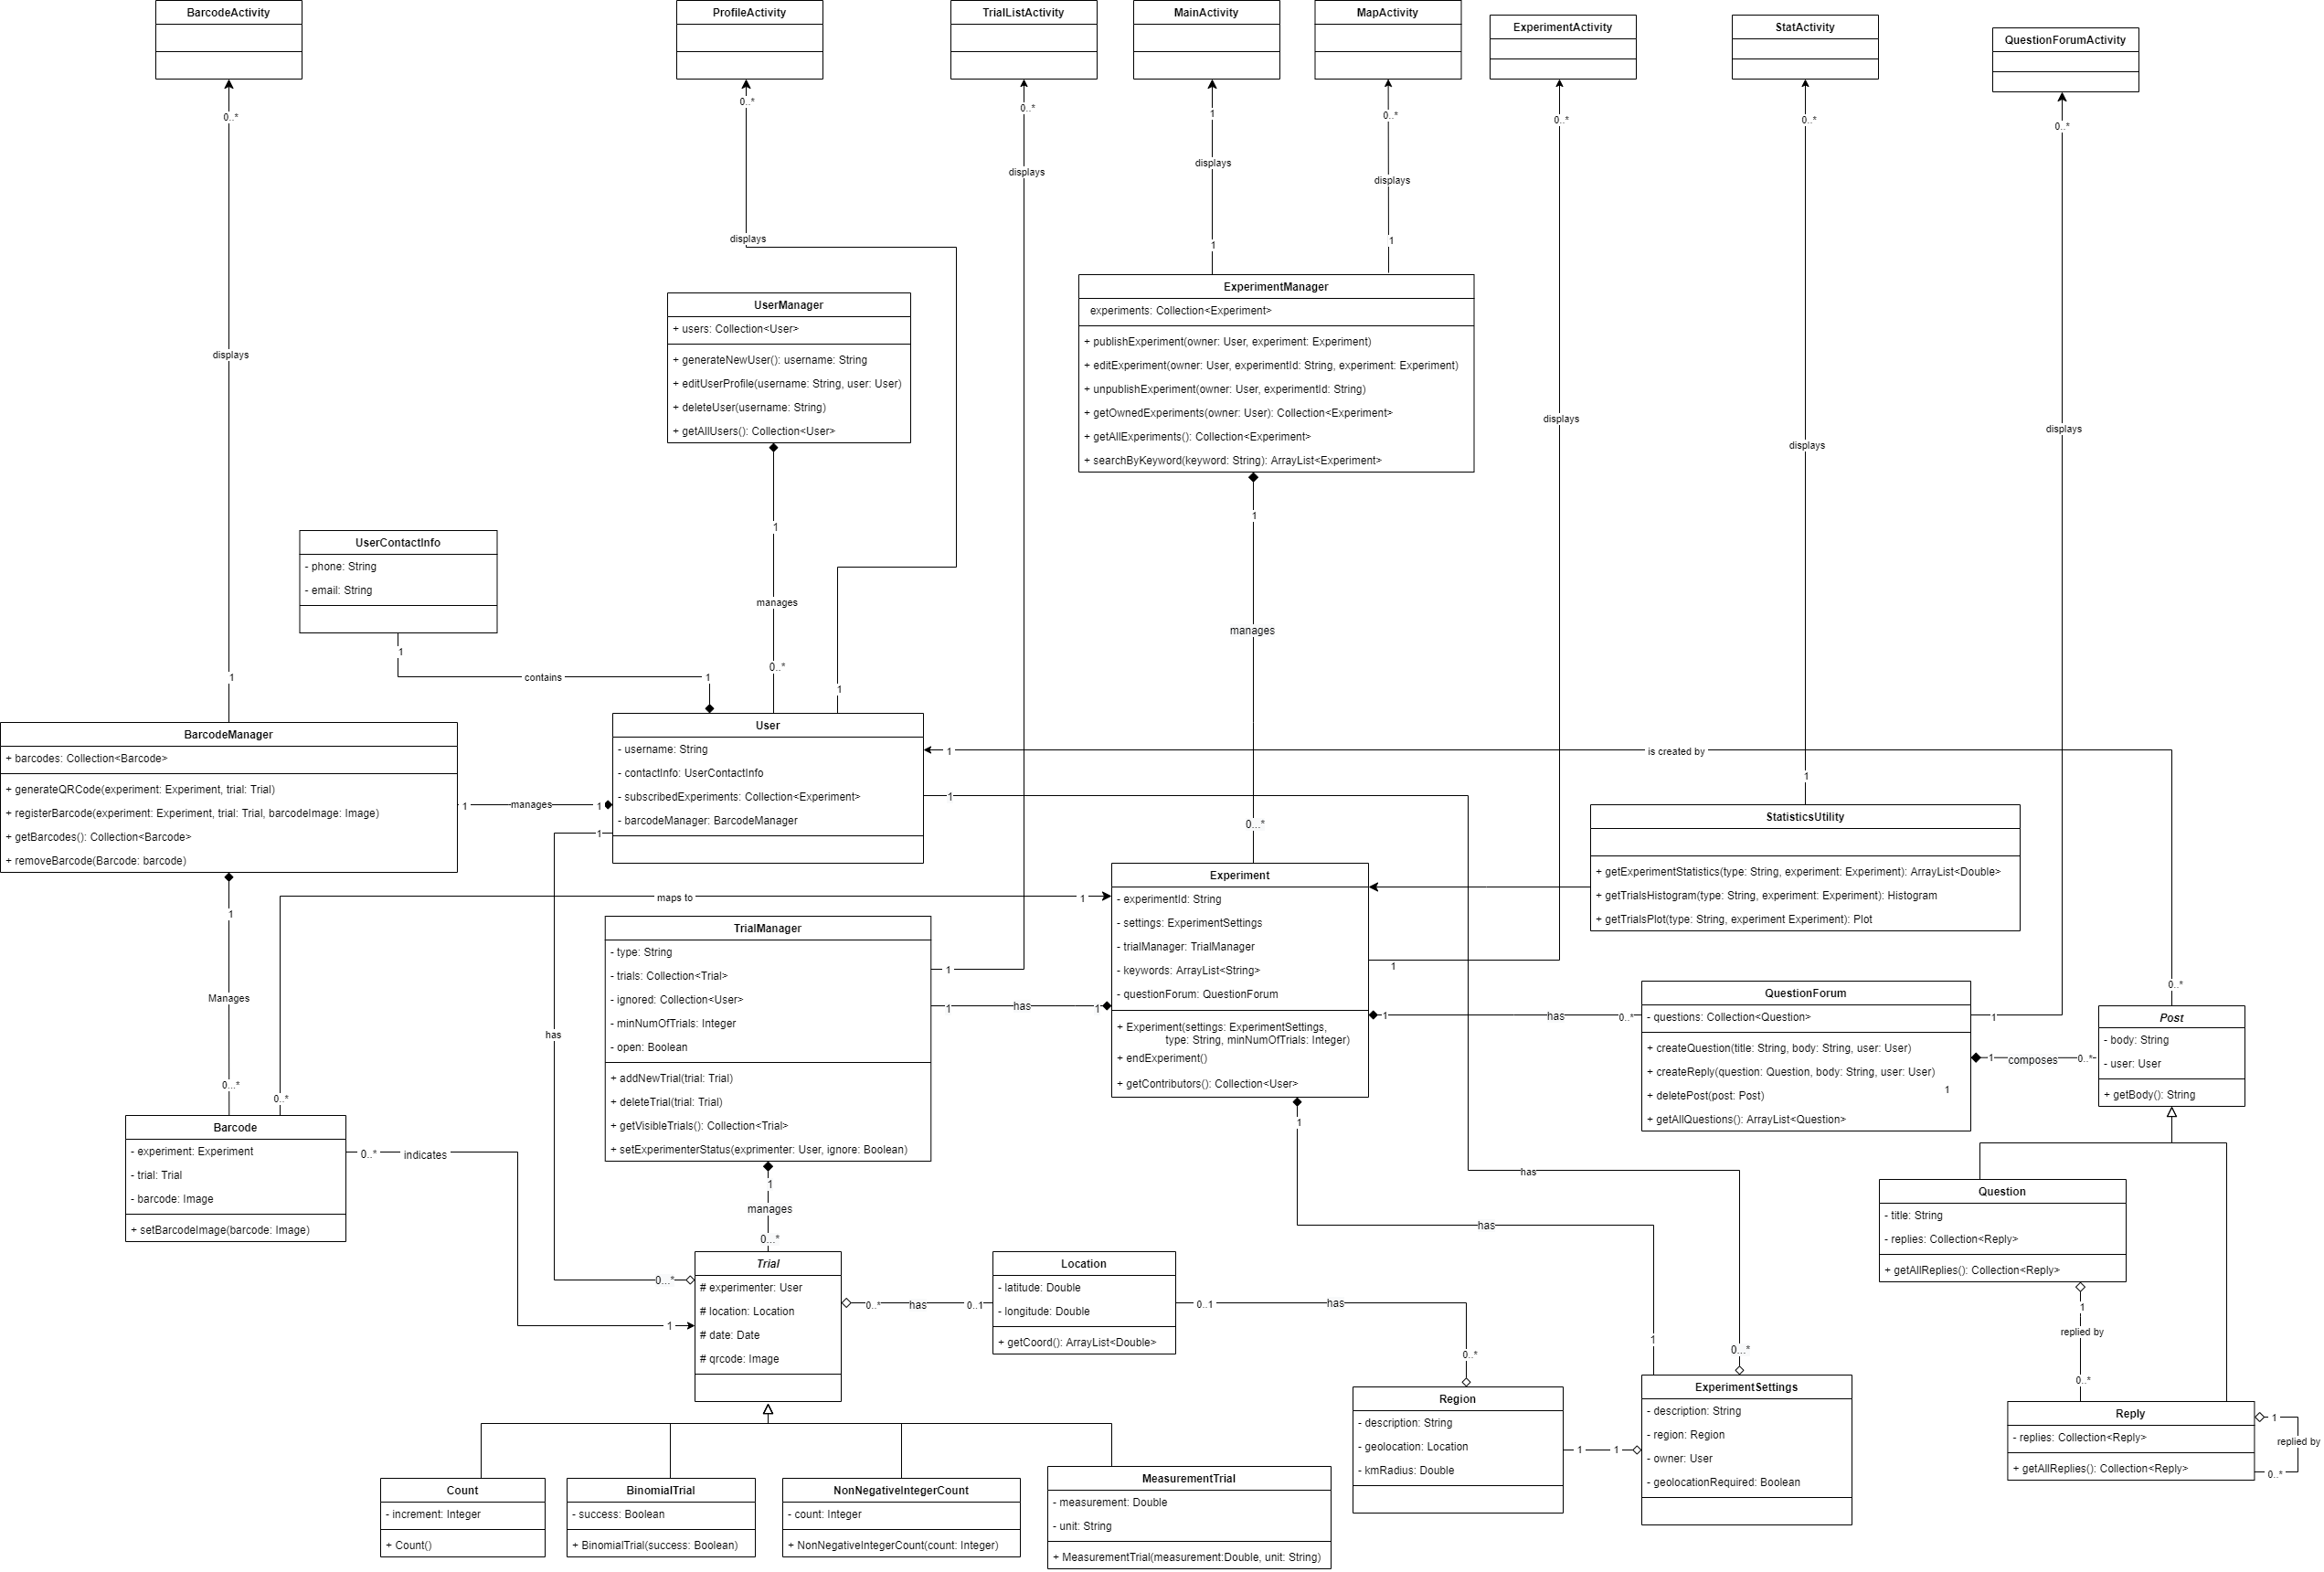 BarcodeActivity
ProfileActivity
TrialListActivity
MainActivity
MapActivity
ExperimentActivity
StatActivity
QuestionForumActivity
0..*
0..*
0..*
1
0..*
0..*
0..*
0..*
displays
displays
displays
displays
displays
displays
displays
displays
1
1
UserManager
+ users: Collection<User>
+ generateNewUser(): username: String
+ editUserProfile(username: String, user: User)
+ deleteUser(username: String)
+ getAllUsers(): Collection<User>
ExperimentManager
experiments: Collection<Experiment>
+ publishExperiment(owner: User, experiment: Experiment)
+ editExperiment(owner: User, experimentId: String, experiment: Experiment)
+ unpublishExperiment(owner: User, experimentId: String)
+ getOwnedExperiments(owner: User): Collection<Experiment>
+ getAllExperiments(): Collection<Experiment>
+ searchByKeyword(keyword: String): ArrayList<Experiment>
1
manages
0..*
1
manages
0...*
UserContactInfo
- phone: String
- email: String
1
contains
1
1
1
1
BarcodeManager
+ barcodes: Collection<Barcode>
+ generateQRCode(experiment: Experiment, trial: Trial)
+ registerBarcode(experiment: Experiment, trial: Trial, barcodeImage: Image)
+ getBarcodes(): Collection<Barcode>
+ removeBarcode(Barcode: barcode)
1
manages
1
User
- username: String
- contactInfo: UserContactInfo
- subscribedExperiments: Collection<Experiment>
- barcodeManager: BarcodeManager
1
1
is created by
1
StatisticsUtility
+ getExperimentStatistics(type: String, experiment: Experiment): ArrayList<Double>
+ getTrialsHistogram(type: String, experiment: Experiment): Histogram
+ getTrialsPlot(type: String, experiment Experiment): Plot
Experiment
- experimentId: String
- settings: ExperimentSettings
- trialManager: TrialManager
- keywords: ArrayList<String>
- questionForum: QuestionForum
+ Experiment(settings: ExperimentSettings,
type: String, minNumOfTrials: Integer)
+ endExperiment()
+ getContributors(): Collection<User>
maps to
1
1
Manages
0...*
0..*
TrialManager
- type: String
- trials: Collection<Trial>
- ignored: Collection<User>
- minNumOfTrials: Integer
- open: Boolean
+ addNewTrial(trial: Trial)
+ deleteTrial(trial: Trial)
+ getVisibleTrials(): Collection<Trial>
+ setExperimenterStatus(exprimenter: User, ignore: Boolean)
1
1
has
1
1
1
has
0..*
QuestionForum
- questions: Collection<Question>
+ createQuestion(title: String, body: String, user: User)
+ createReply(question: Question, body: String, user: User)
+ deletePost(post: Post)
+ getAllQuestions(): ArrayList<Question>
1
1
1
composes
0..*
0..*
Post
- body: String
- user: User
+ getBody(): String
has
Barcode
- experiment: Experiment
- trial: Trial
- barcode: Image
+ setBarcodeImage(barcode: Image)
0..*
indicates
1
1
manages
0...*
0...*
Trial
# experimenter: User
# location: Location
# date: Date
# qrcode: Image
0..*
has
0..1
Location
- latitude: Double
- longitude: Double
+ getCoord(): ArrayList<Double>
0..1
has
0..*
1
has
1
has
0...*
Question
- title: String
- replies: Collection<Reply>
+ getAllReplies(): Collection<Reply>
1
replied by
0..*
Region
- description: String
- geolocation: Location
- kmRadius: Double
1
1
ExperimentSettings
- description: String
- region: Region
- owner: User
- geolocationRequired: Boolean
Reply
- replies: Collection<Reply>
+ getAllReplies(): Collection<Reply>
1
replied by
0..*
Count
- increment: Integer
+ Count()
BinomialTrial
- success: Boolean
+ BinomialTrial(success: Boolean)
NonNegativeIntegerCount
- count: Integer
+ NonNegativeIntegerCount(count: Integer)
MeasurementTrial
- measurement: Double
- unit: String
+ MeasurementTrial(measurement:Double, unit: String)